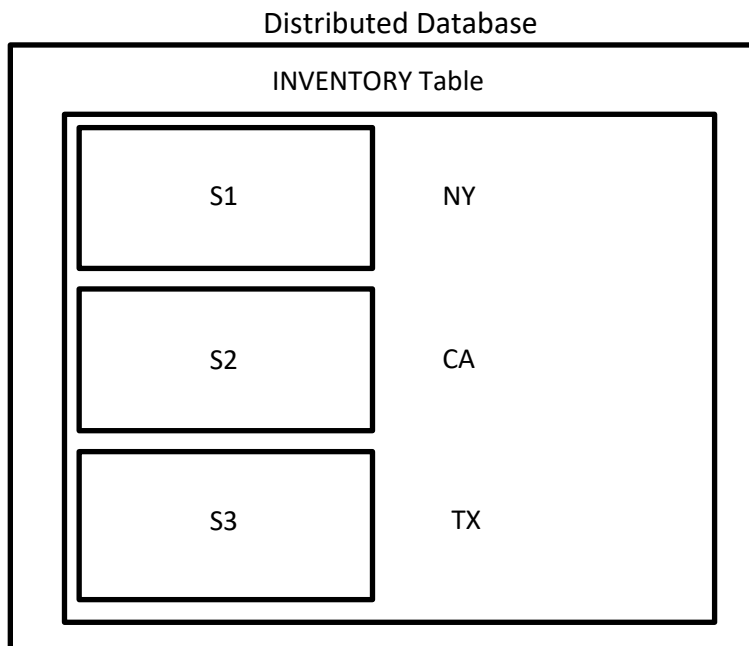 Distributed Database
INVENTORY Table
S1 NY
S2 CA
S3 TX